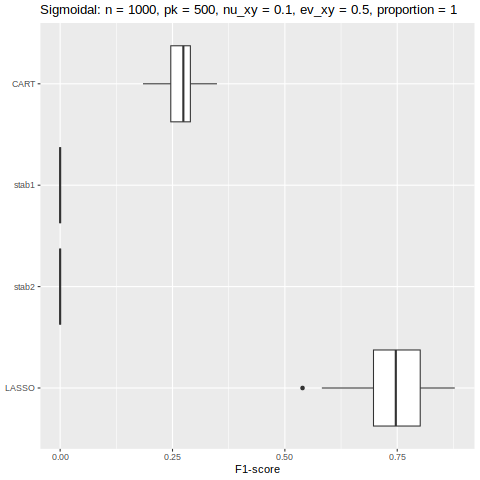 Sigmoidal: n = 1000, pk = 500, nu_xy = 0.1, ev_xy = 0.5, proportion = 1
CART
stab1
stab2
LASSO
0.00 0.25 0.50 0.75
F1-score